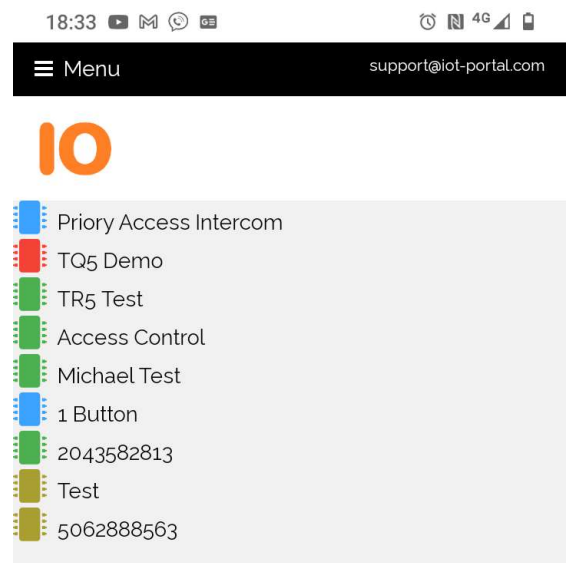 18:33
4G
Menu
support@iot-portal.com
IO
Priory Access Intercom
TQ5 Demo
TR5 Test
Access Control
Michael Test
1 Button
2043582813
Test
5062888563